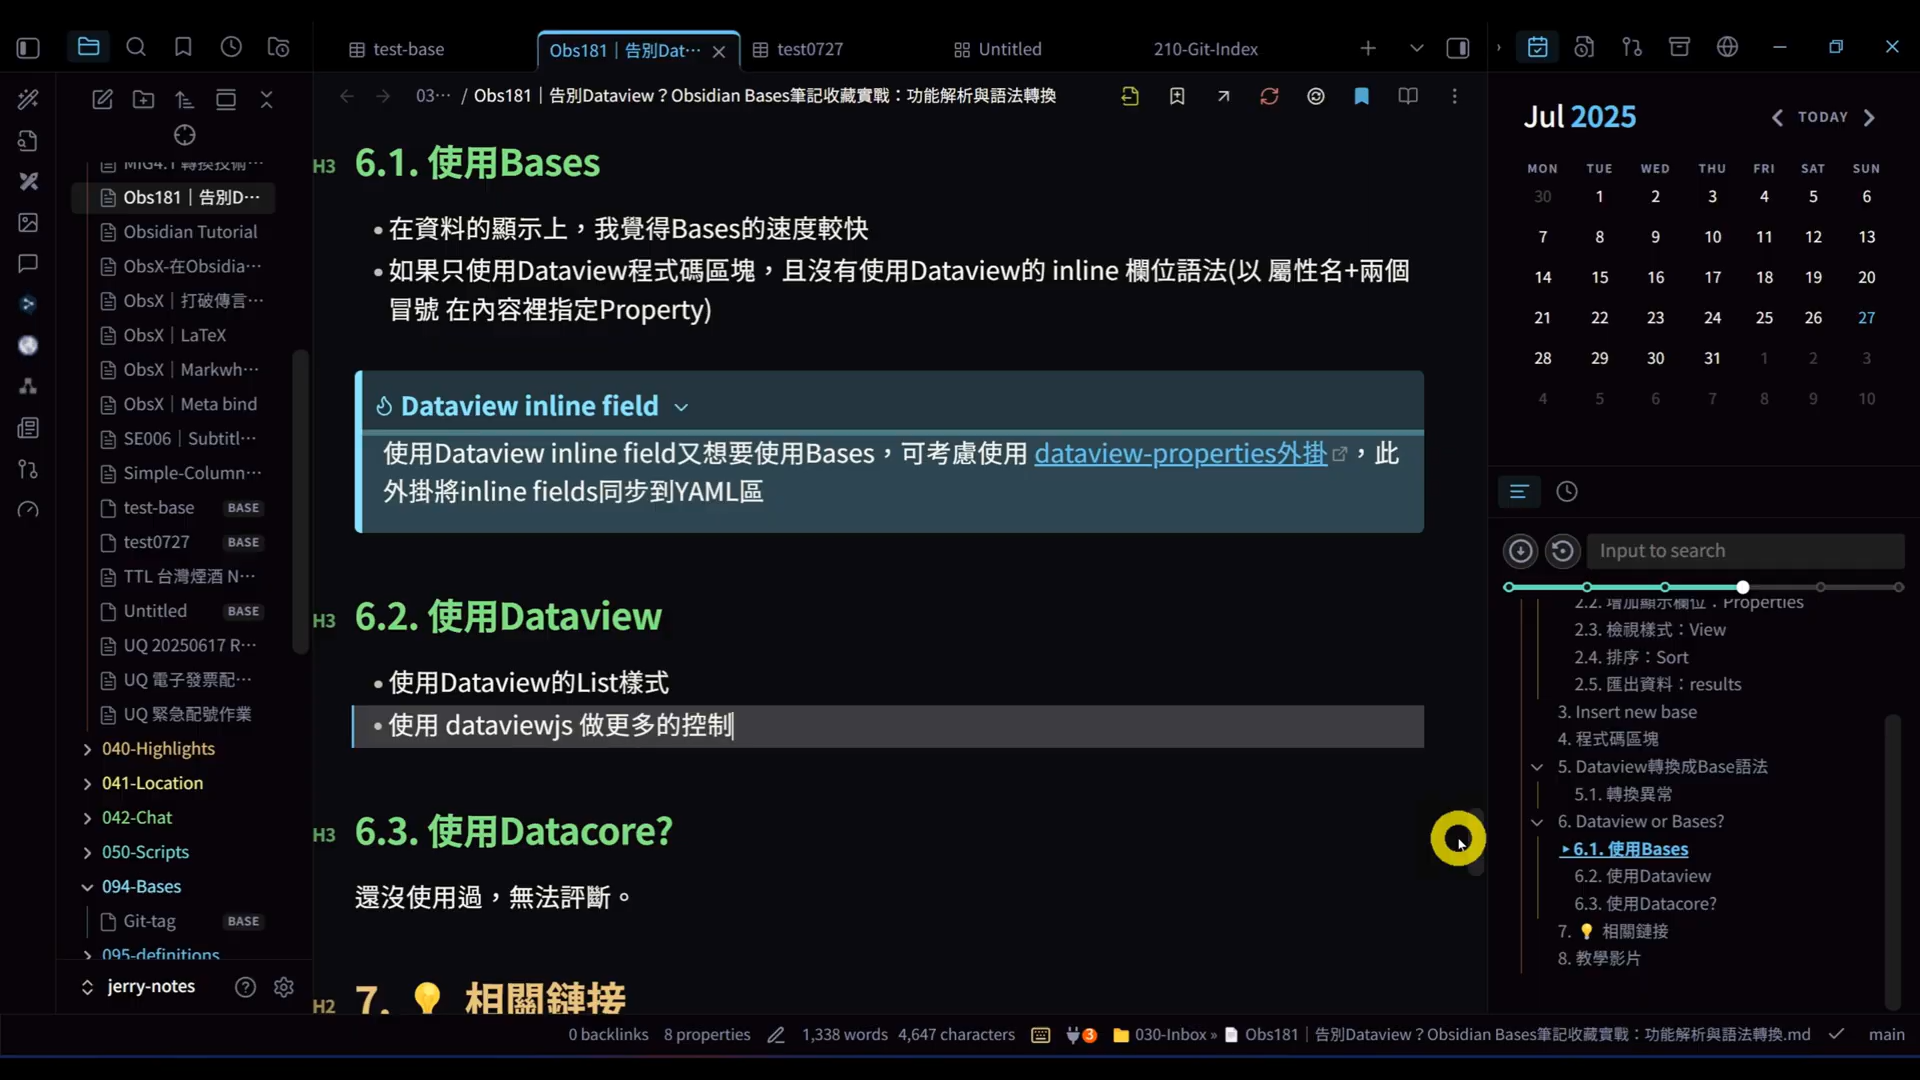 test-base
Obs181｜告別Dat···
test0727
Untitled
210-Git-Index
03··· / Obs181｜告別Dataview？Obsidian Bases筆記收藏實戰：功能解析與語法轉換
MIG4.1 轉換技術···
Obs181｜告別D···
Obsidian Tutorial
ObsX-在Obsidia···
ObsX｜打破傳言···
ObsX｜LaTeX
ObsX｜Markwh···
ObsX｜Meta bind
SE006｜Subtitl···
Simple-Column···
test-base BASE
test0727 BASE
TTL 台灣煙酒 N···
Untitled BASE
UQ 20250617 R···
UQ 電子發票配···
UQ 緊急配號作業
040-Highlights
041-Location
042-Chat
050-Scripts
094-Bases
Git-tag BASE
095-definitions
jerry-notes
H3 6.1. 使用Bases
• 在資料的顯示上，我覺得Bases的速度較快
• 如果只使用Dataview程式碼區塊，且沒有使用Dataview的 inline 欄位語法(以 屬性名+兩個
冒號 在內容裡指定Property)
Dataview inline field
使用Dataview inline field又想要使用Bases，可考慮使用 dataview-properties外掛，此
外掛將inline fields同步到YAML區
H3 6.2. 使用Dataview
• 使用Dataview的List樣式
• 使用 dataviewjs 做更多的控制
H3 6.3. 使用Datacore?
還沒使用過，無法評斷。
H2 7. 💡 相關鏈接
Jul 2025
TODAY
MON TUE WED THU FRI SAT SUN
30 1 2 3 4 5 6
7 8 9 10 11 12 13
14 15 16 17 18 19 20
21 22 23 24 25 26 27
28 29 30 31 1 2 3
4 5 6 7 8 9 10
Input to search
2.2. 增加顯示欄位：Properties
2.3. 檢視樣式：View
2.4. 排序：Sort
2.5. 匯出資料：results
3. Insert new base
4. 程式碼區塊
5. Dataview轉換成Base語法
5.1. 轉換異常
6. Dataview or Bases?
6.1. 使用Bases
6.2. 使用Dataview
6.3. 使用Datacore?
7. 💡 相關鏈接
8. 教學影片
0 backlinks 8 properties 1,338 words 4,647 characters 3 030-Inbox » Obs181｜告別Dataview？Obsidian Bases筆記收藏實戰：功能解析與語法轉換.md main